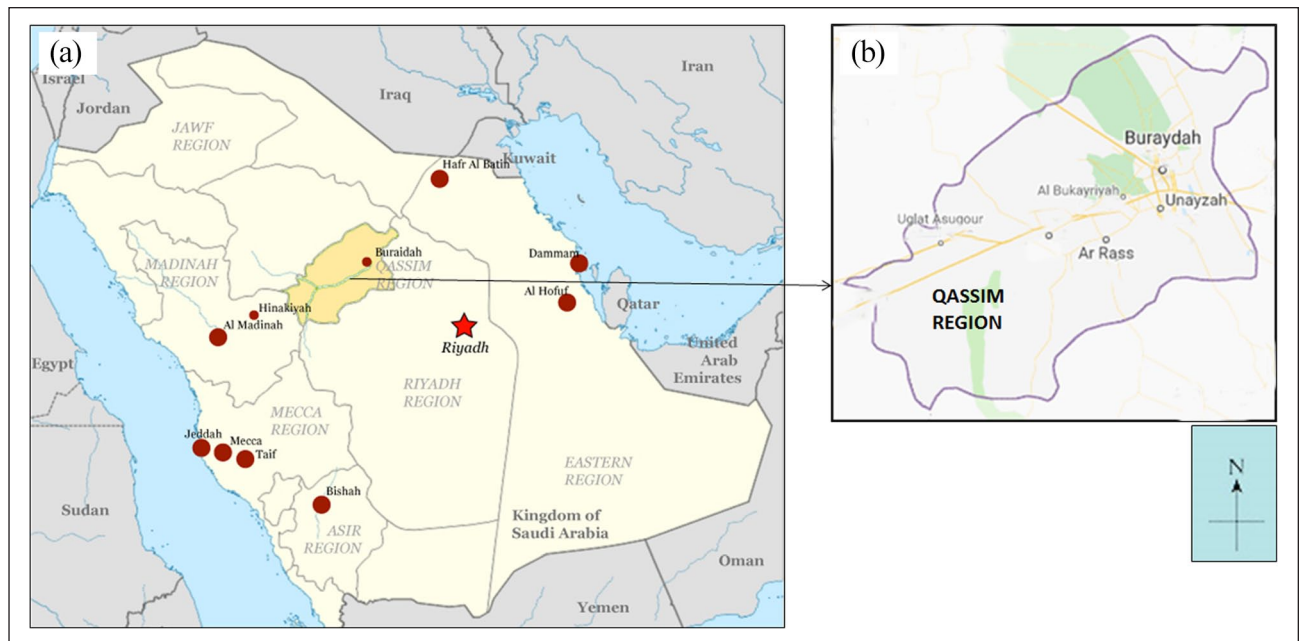 (a)
Israel
Jordan
Iraq
Iran
JAWF
REGION
Kuwait
Hafr Al Batin
Buraidah
QASSIM
REGION
MADINAH
REGION
Hinakiyah
Al Madinah
Dammam
Al Hofuf
Qatar
Riyadh
United
Arab
Emirates
Egypt
RIYADH
REGION
MECCA
REGION
Jeddah
Mecca
Taif
EASTERN
REGION
Bishah
ASIR
REGION
Kingdom of
Saudi Arabia
Sudan
Oman
Yemen
(b)
Buraydah
Al Bukayriyah
Unayzah
Uglat Asugour
Ar Rass
QASSIM
REGION
N